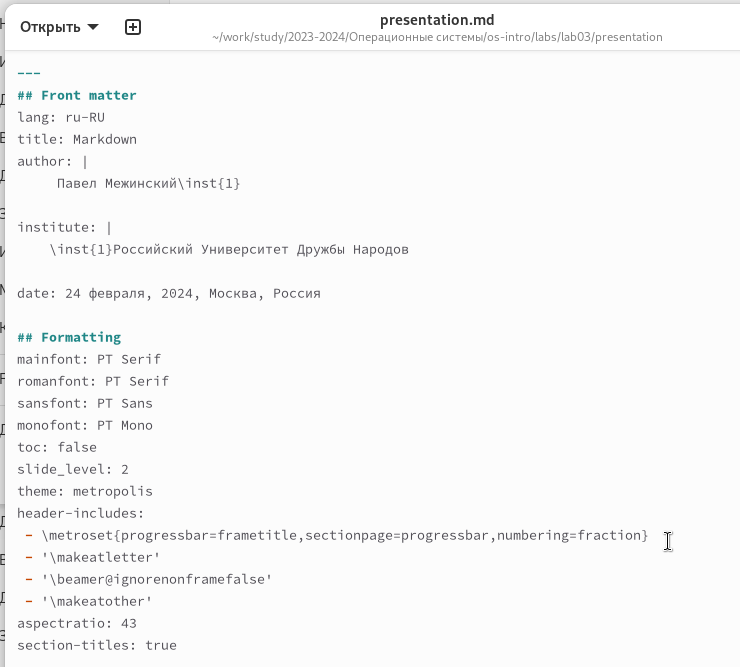 Открыть
presentation.md
~/work/study/2023-2024/Операционные системы/os-intro/labs/lab03/presentation
---
## Front matter
lang: ru-RU
title: Markdown
author: |
Павел Межинский\inst{1}
institute: |
\inst{1}Российский Университет Дружбы Народов
date: 24 февраля, 2024, Москва, Россия
## Formatting
mainfont: PT Serif
romanfont: PT Serif
sansfont: PT Sans
monofont: PT Mono
toc: false
slide_level: 2
theme: metropolis
header-includes:
- \metroset{progressbar=frametitle,sectionpage=progressbar,numbering=fraction}
- '\makeatletter'
- '\beamer@ignorenonframefalse'
- '\makeatother'
aspectratio: 43
section-titles: true